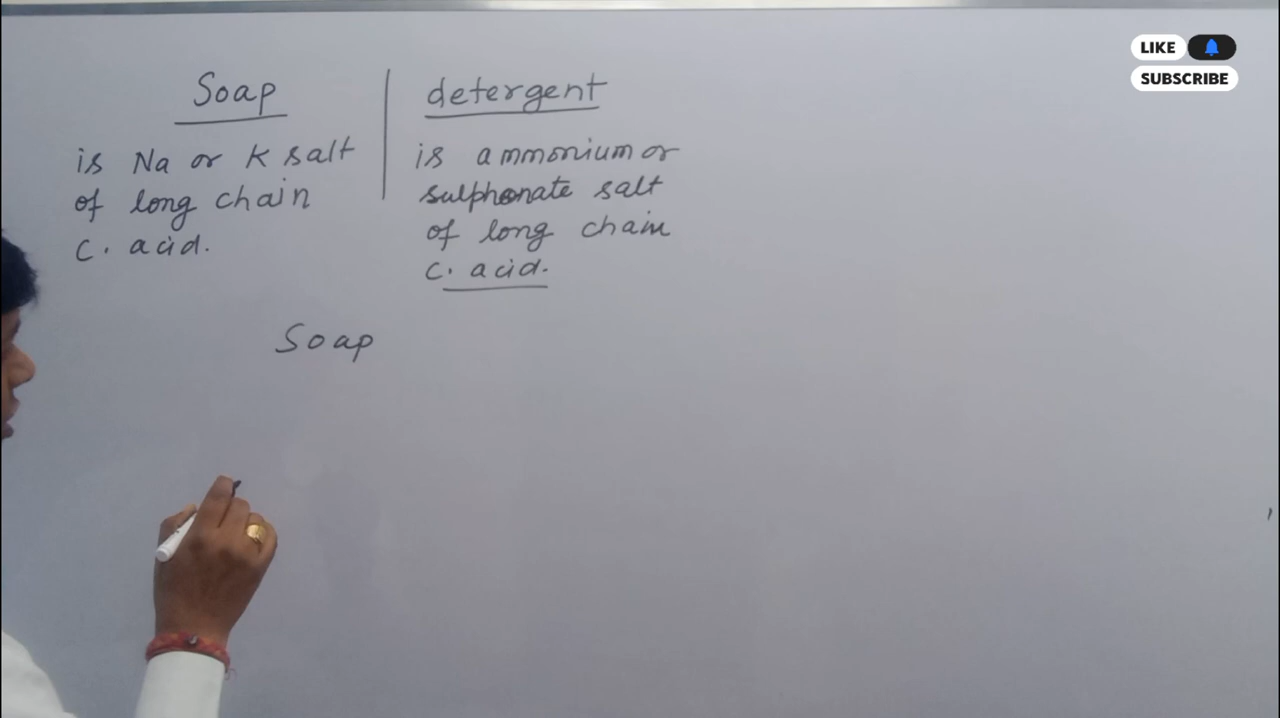 Soap
is Na or K salt
of long chain
C. acid.
detergent
is ammonium or
sulphonate salt
of long chain
C. acid.
Soap
LIKE
SUBSCRIBE